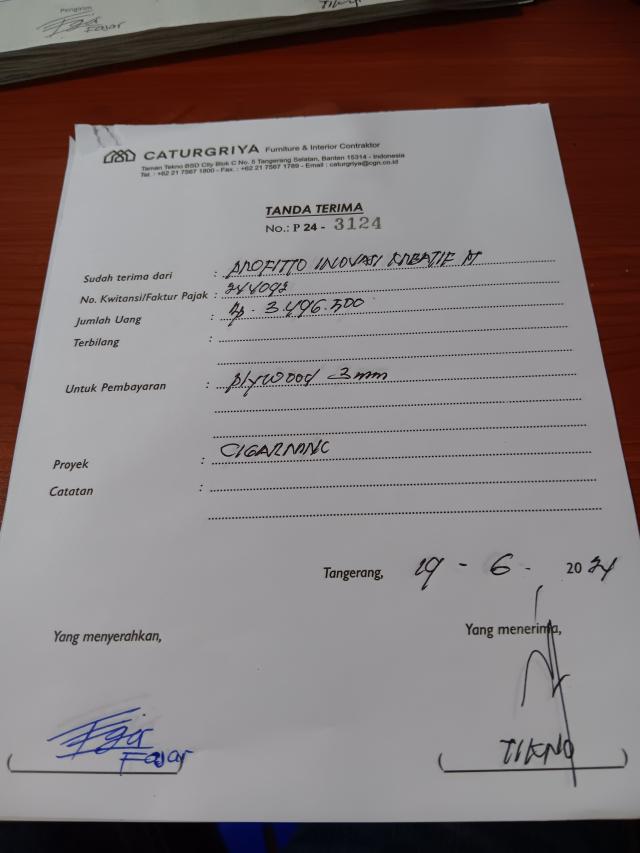 Pengirim
Fajar
CATURGRIYA Furniture & Interior Contraktor
Taman Tekno BSD City Blok C No. 5 Tangerang Selatan, Banten 15314 - Indonesia
Tel. : +62 21 7567 1800 - Fax. : +62 21 7567 1789 - Email : caturgriya@cgn.co.id
TANDA TERIMA
No.: P 24 - 3124
Sudah terima dari : PROFITTO INOVASI KREATIF PT
No. Kwitansi/Faktur Pajak : 244092
Jumlah Uang : Rp. 3.496.500
Terbilang :
Untuk Pembayaran : plywood 3mm
Proyek :
Catatan :
Tangerang, 19 - 6 - 2024
Yang menyerahkan, Yang menerima,
Fajar TIKNO